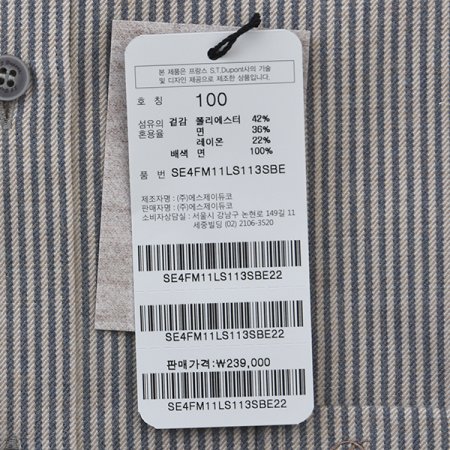 본 제품은 프랑스 S.T.Dupont사의 기술
및 디자인 제공으로 제조한 상품입니다.
호 칭 100
섬유의 겉감 폴리에스터 42%
혼용율 면 36%
레이온 22%
배색 면 100%
품 번 SE4FM11LS113SBE
제조자명 : (주)에스제이듀코
판매자명 : (주)에스제이듀코
소비자상담실 : 서울시 강남구 논현로 149길 11
세중빌딩 (02) 2106-3520
SE4FM11LS113SBE22
SE4FM11LS113SBE22
판매가격:₩239,000
SE4FM11LS113SBE22